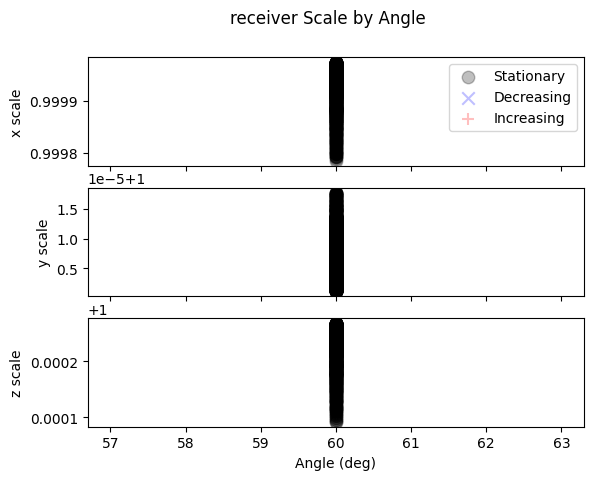 receiver Scale by Angle
Stationary
Decreasing
Increasing
x scale
0.9999
0.9998
1e−5+1
y scale
1.5
1.0
0.5
+1
z scale
0.0002
0.0001
57 58 59 60 61 62 63
Angle (deg)